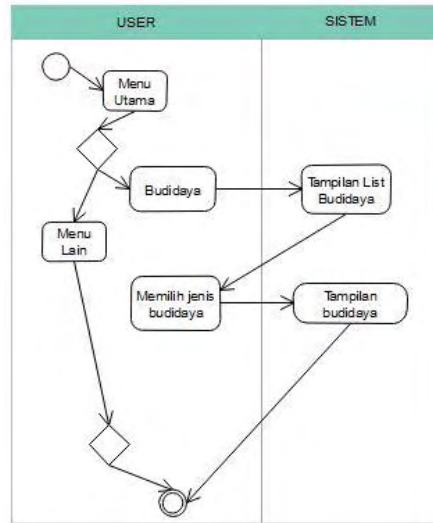 USER
SISTEM
Menu
Utama
Budidaya
Tampilan List
Budidaya
Menu
Lain
Memilih jenis
budidaya
Tampilan
budidaya